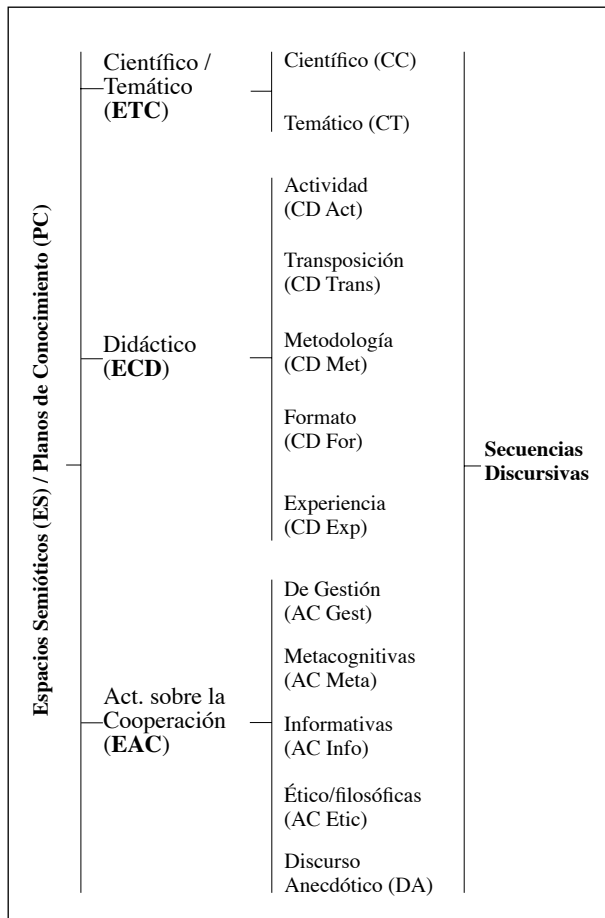 Espacios Semióticos (ES) / Planos de Conocimiento (PC)
Científico /
Temático
(ETC)
Científico (CC)
Temático (CT)
Didáctico
(ECD)
Actividad
(CD Act)
Transposición
(CD Trans)
Metodología
(CD Met)
Formato
(CD For)
Experiencia
(CD Exp)
Act. sobre la
Cooperación
(EAC)
De Gestión
(AC Gest)
Metacognitivas
(AC Meta)
Informativas
(AC Info)
Ético/filosóficas
(AC Etic)
Discurso
Anecdótico (DA)
Secuencias
Discursivas